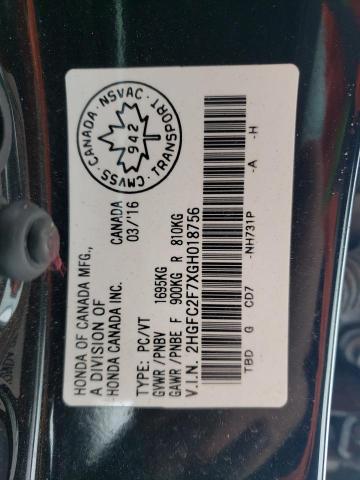 HONDA OF CANADA MFG.,
A DIVISION OF
HONDA CANADA INC.
CANADA
03/'16
TYPE: PC/VT
GVWR /PNBV 1695KG
GAWR /PNBE F 900KG R 810KG
V.I.N. 2HGFC2F7XGH018756
TBD G CD7 -NH731P -A -H
CANADA · NSVAC · TRANSPORT · CMVSS
942